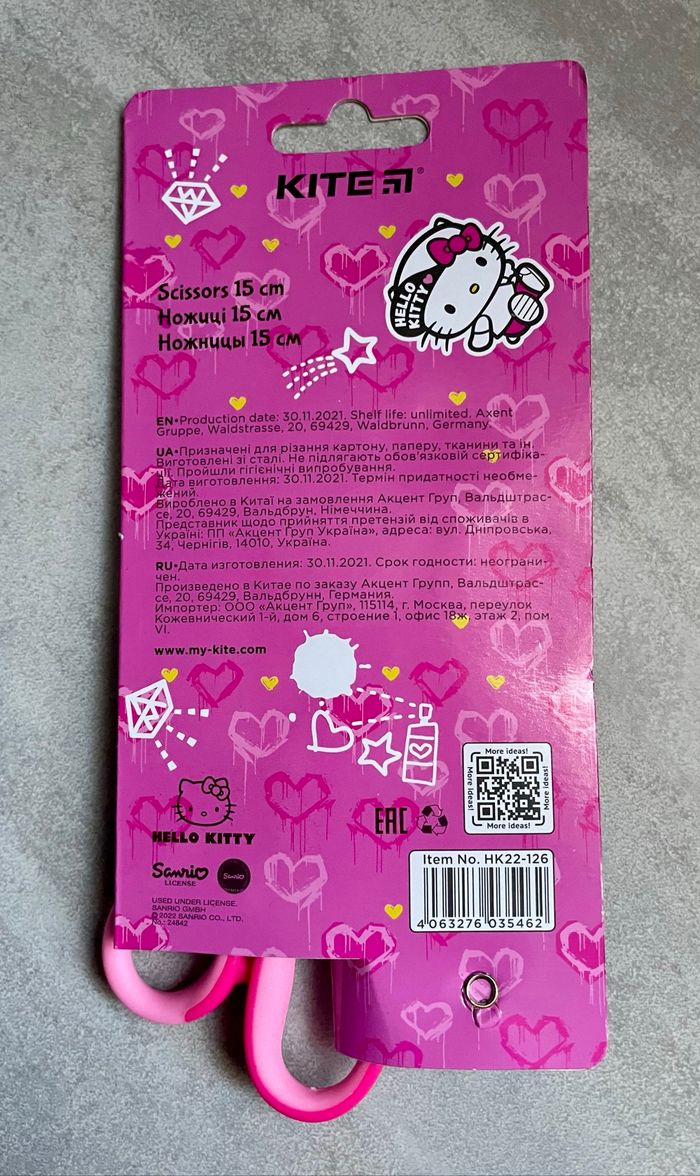 KITE
HELLO
KITTY
Scissors 15 cm
Ножиці 15 см
Ножницы 15 см
EN•Production date: 30.11.2021. Shelf life: unlimited. Axent
Gruppe, Waldstrasse, 20, 69429, Waldbrunn, Germany.
UA•Призначені для різання картону, паперу, тканини та ін.
Виготовлені зі сталі. Не підлягають обов'язковій сертифіка-
ції. Пройшли гігієнічні випробування.
Дата виготовлення: 30.11.2021. Термін придатності необме-
жений.
Вироблено в Китаї на замовлення Акцент Груп, Вальдштрас-
се, 20, 69429, Вальдбрун, Німеччина.
Представник щодо прийняття претензій від споживачів в
Україні: ПП «Акцент Груп Україна», адреса: вул. Дніпровська,
34, Чернігів, 14010, Україна.
RU•Дата изготовления: 30.11.2021. Срок годности: неограни-
чен.
Произведено в Китае по заказу Акцент Групп, Вальдштрас-
се, 20, 69429, Вальдбрунн, Германия.
Импортер: ООО «Акцент Груп», 115114, г. Москва, переулок
Кожевнический 1-й, дом 6, строение 1, офис 18ж, этаж 2, пом.
VI.
www.my-kite.com
More ideas!
More ideas!
More ideas!
More ideas!
HELLO KITTY
EAC
Sanrio
LICENSE
Sanrio
USED UNDER LICENSE.
SANRIO GMBH
© 2022 SANRIO CO., LTD.
No.: 24842
Item No. HK22-126
4 063276 035462